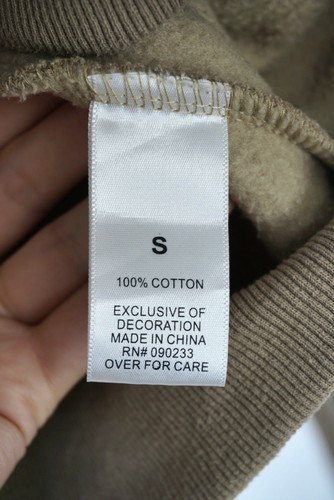 S
100% COTTON
EXCLUSIVE OF
DECORATION
MADE IN CHINA
RN# 090233
OVER FOR CARE